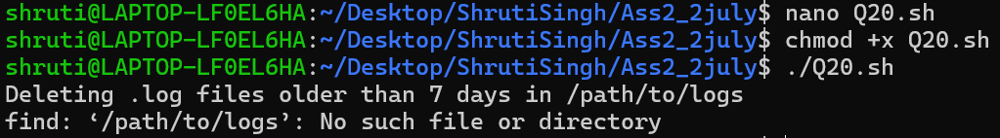 shruti@LAPTOP-LF0EL6HA:~/Desktop/ShrutiSingh/Ass2_2july$ nano Q20.sh
shruti@LAPTOP-LF0EL6HA:~/Desktop/ShrutiSingh/Ass2_2july$ chmod +x Q20.sh
shruti@LAPTOP-LF0EL6HA:~/Desktop/ShrutiSingh/Ass2_2july$ ./Q20.sh
Deleting .log files older than 7 days in /path/to/logs
find: ‘/path/to/logs’: No such file or directory